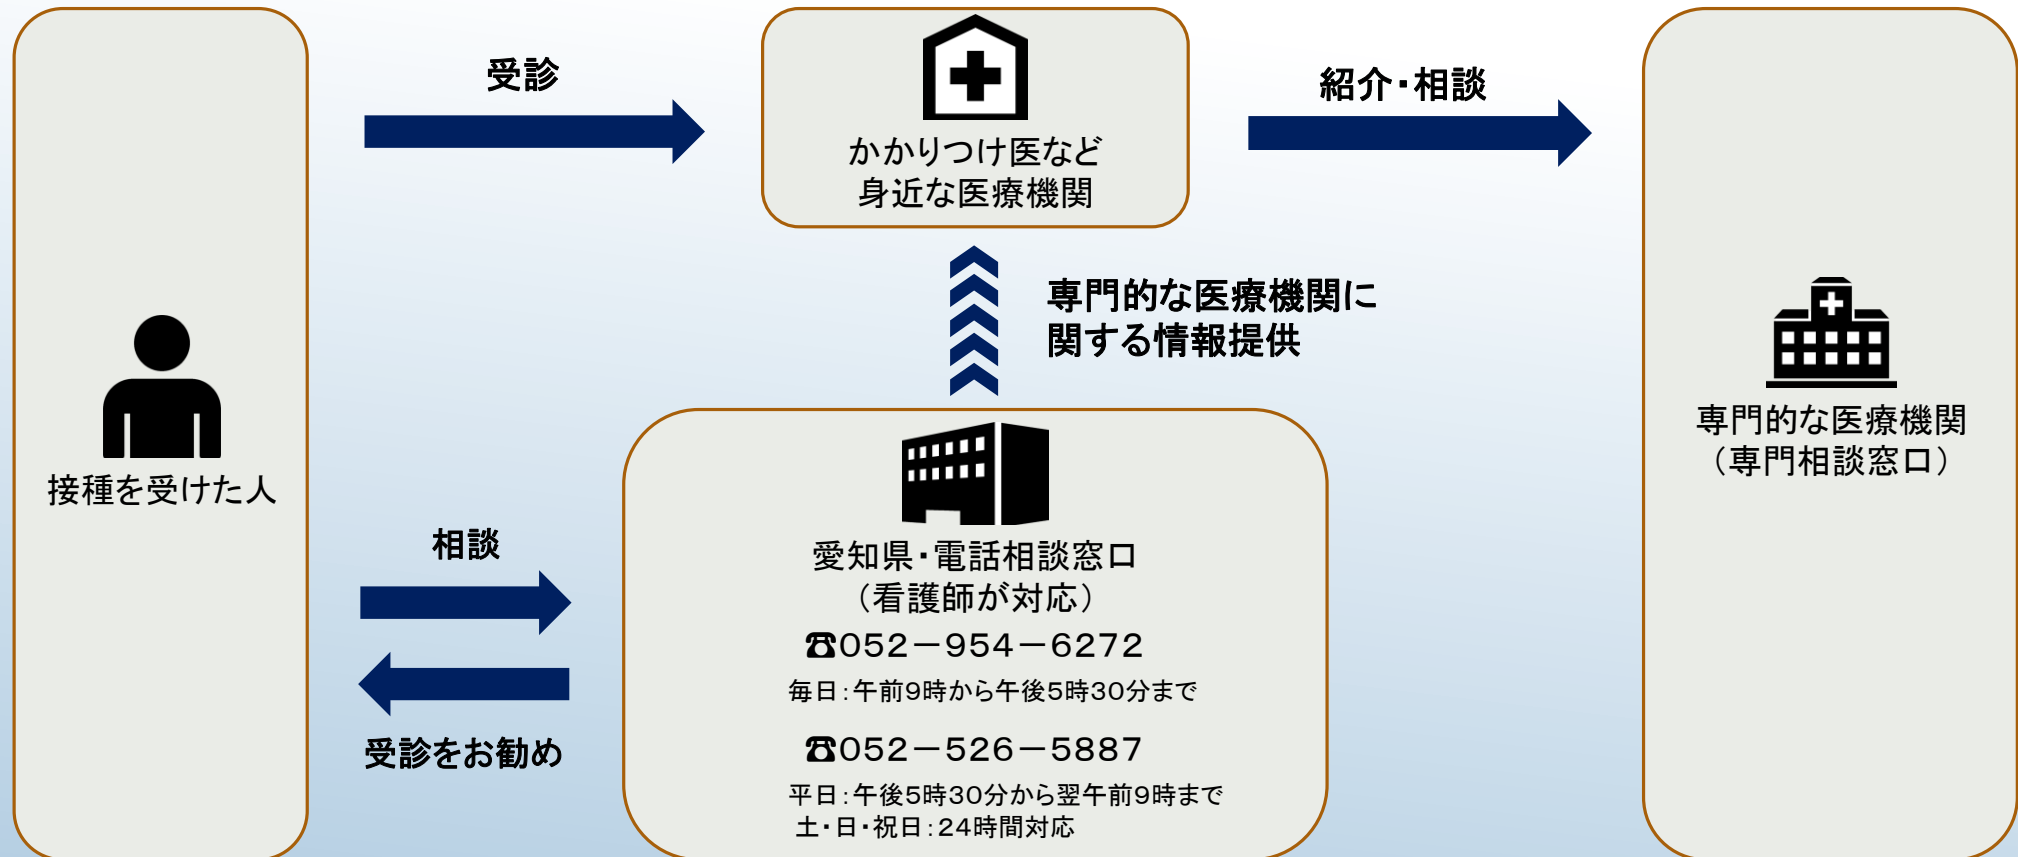 受診
かかりつけ医など
身近な医療機関
紹介・相談
専門的な医療機関に
関する情報提供
接種を受けた人
専門的な医療機関
（専門相談窓口）
相談
受診をお勧め
愛知県・電話相談窓口
（看護師が対応）
☎052－954－6272
毎日：午前9時から午後5時30分まで
☎052－526－5887
平日：午後5時30分から翌午前9時まで
土・日・祝日：24時間対応